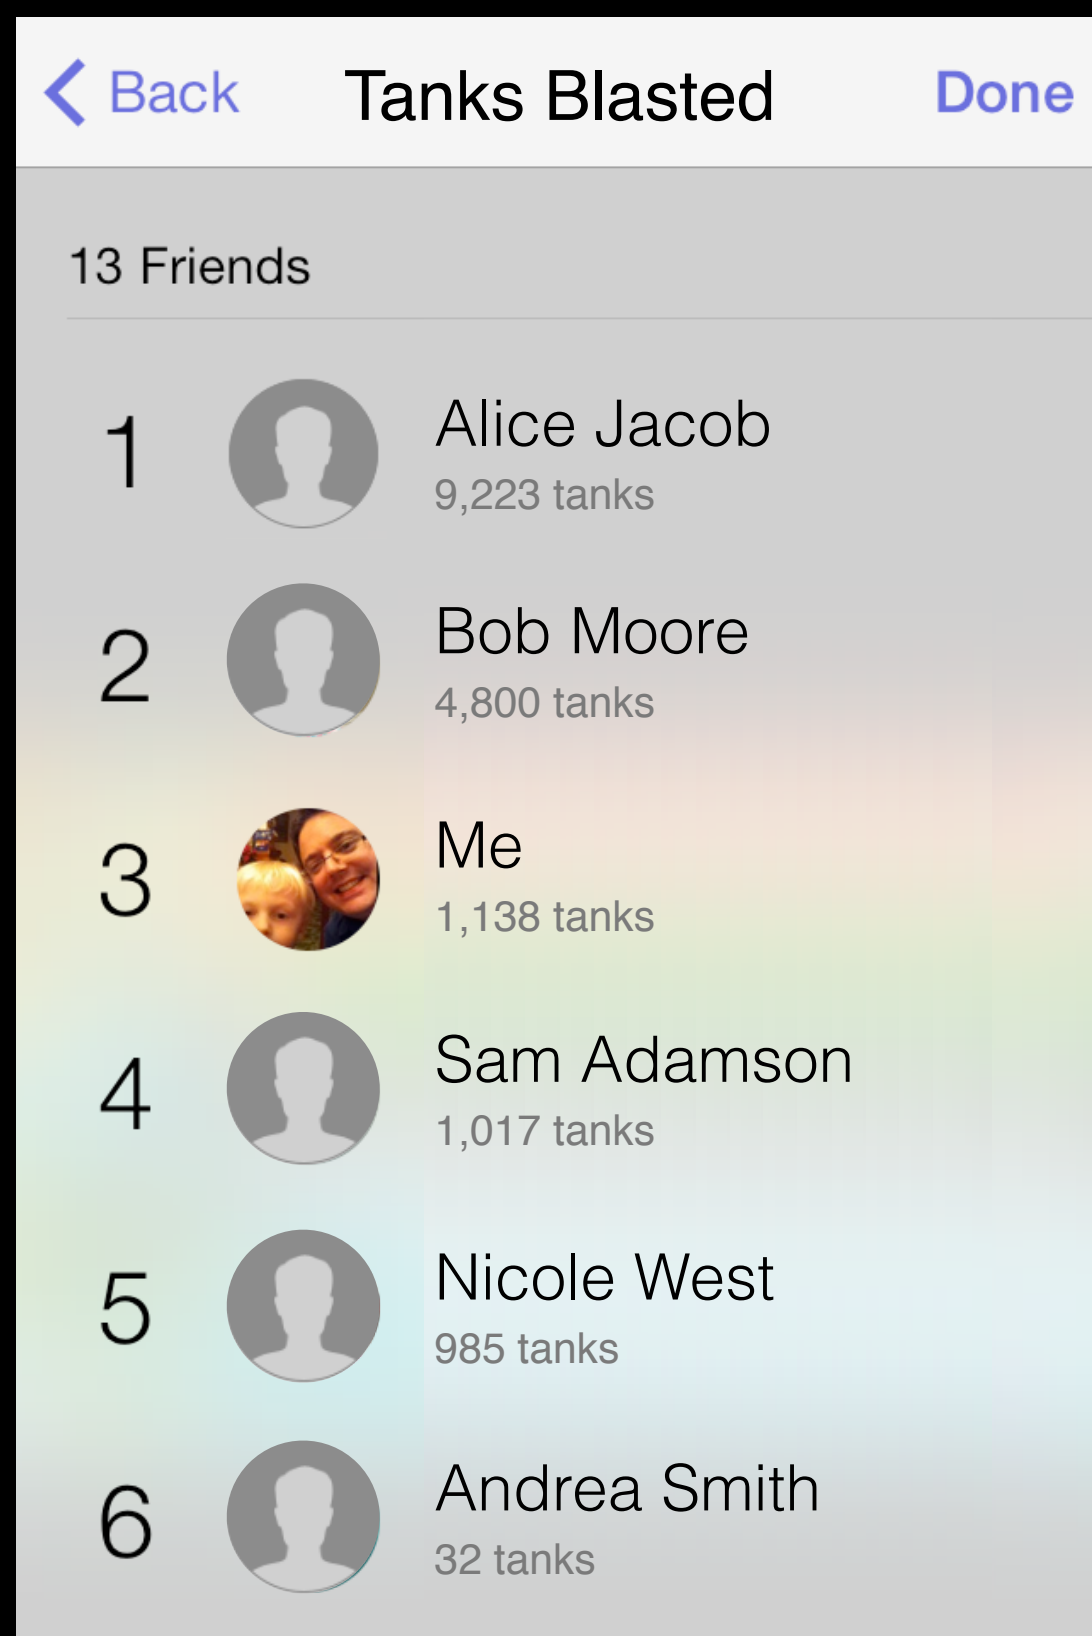 Back Tanks Blasted Done
13 Friends
1 Alice Jacob
9,223 tanks
2 Bob Moore
4,800 tanks
3 Me
1,138 tanks
4 Sam Adamson
1,017 tanks
5 Nicole West
985 tanks
6 Andrea Smith
32 tanks